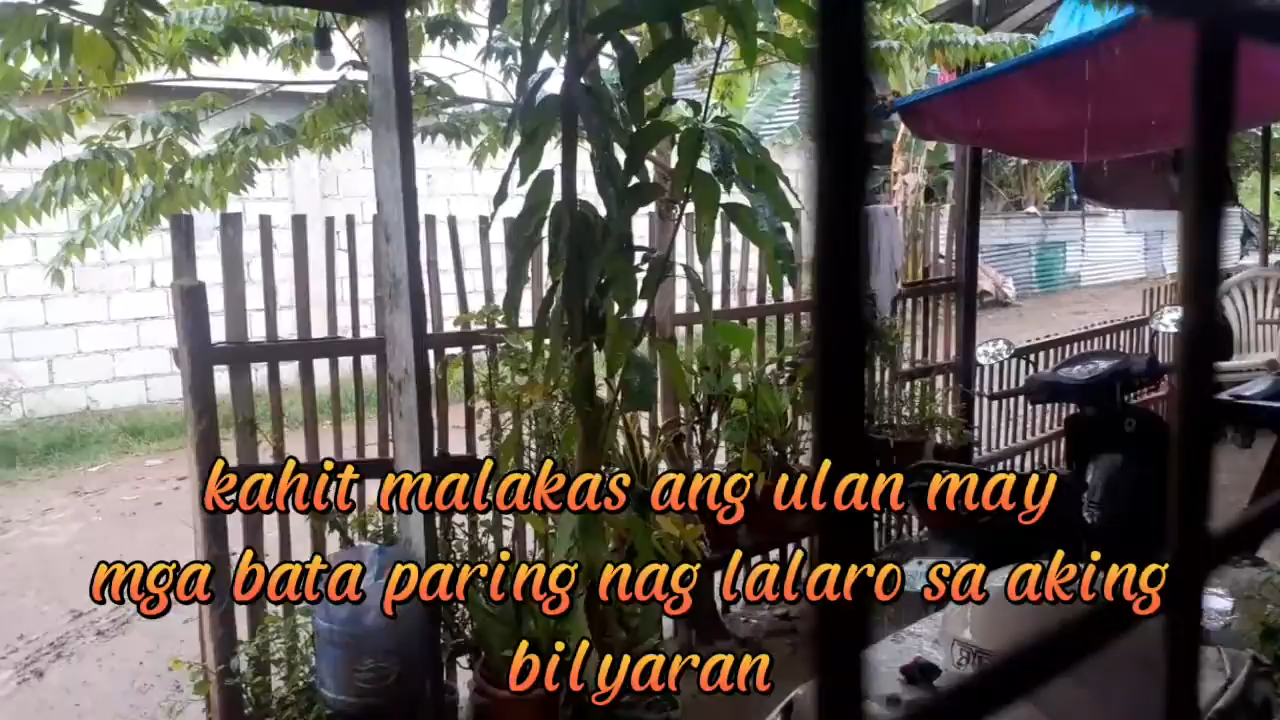 kahit malakas ang ulan may
mga bata paring nag lalaro sa aking
bilyaran